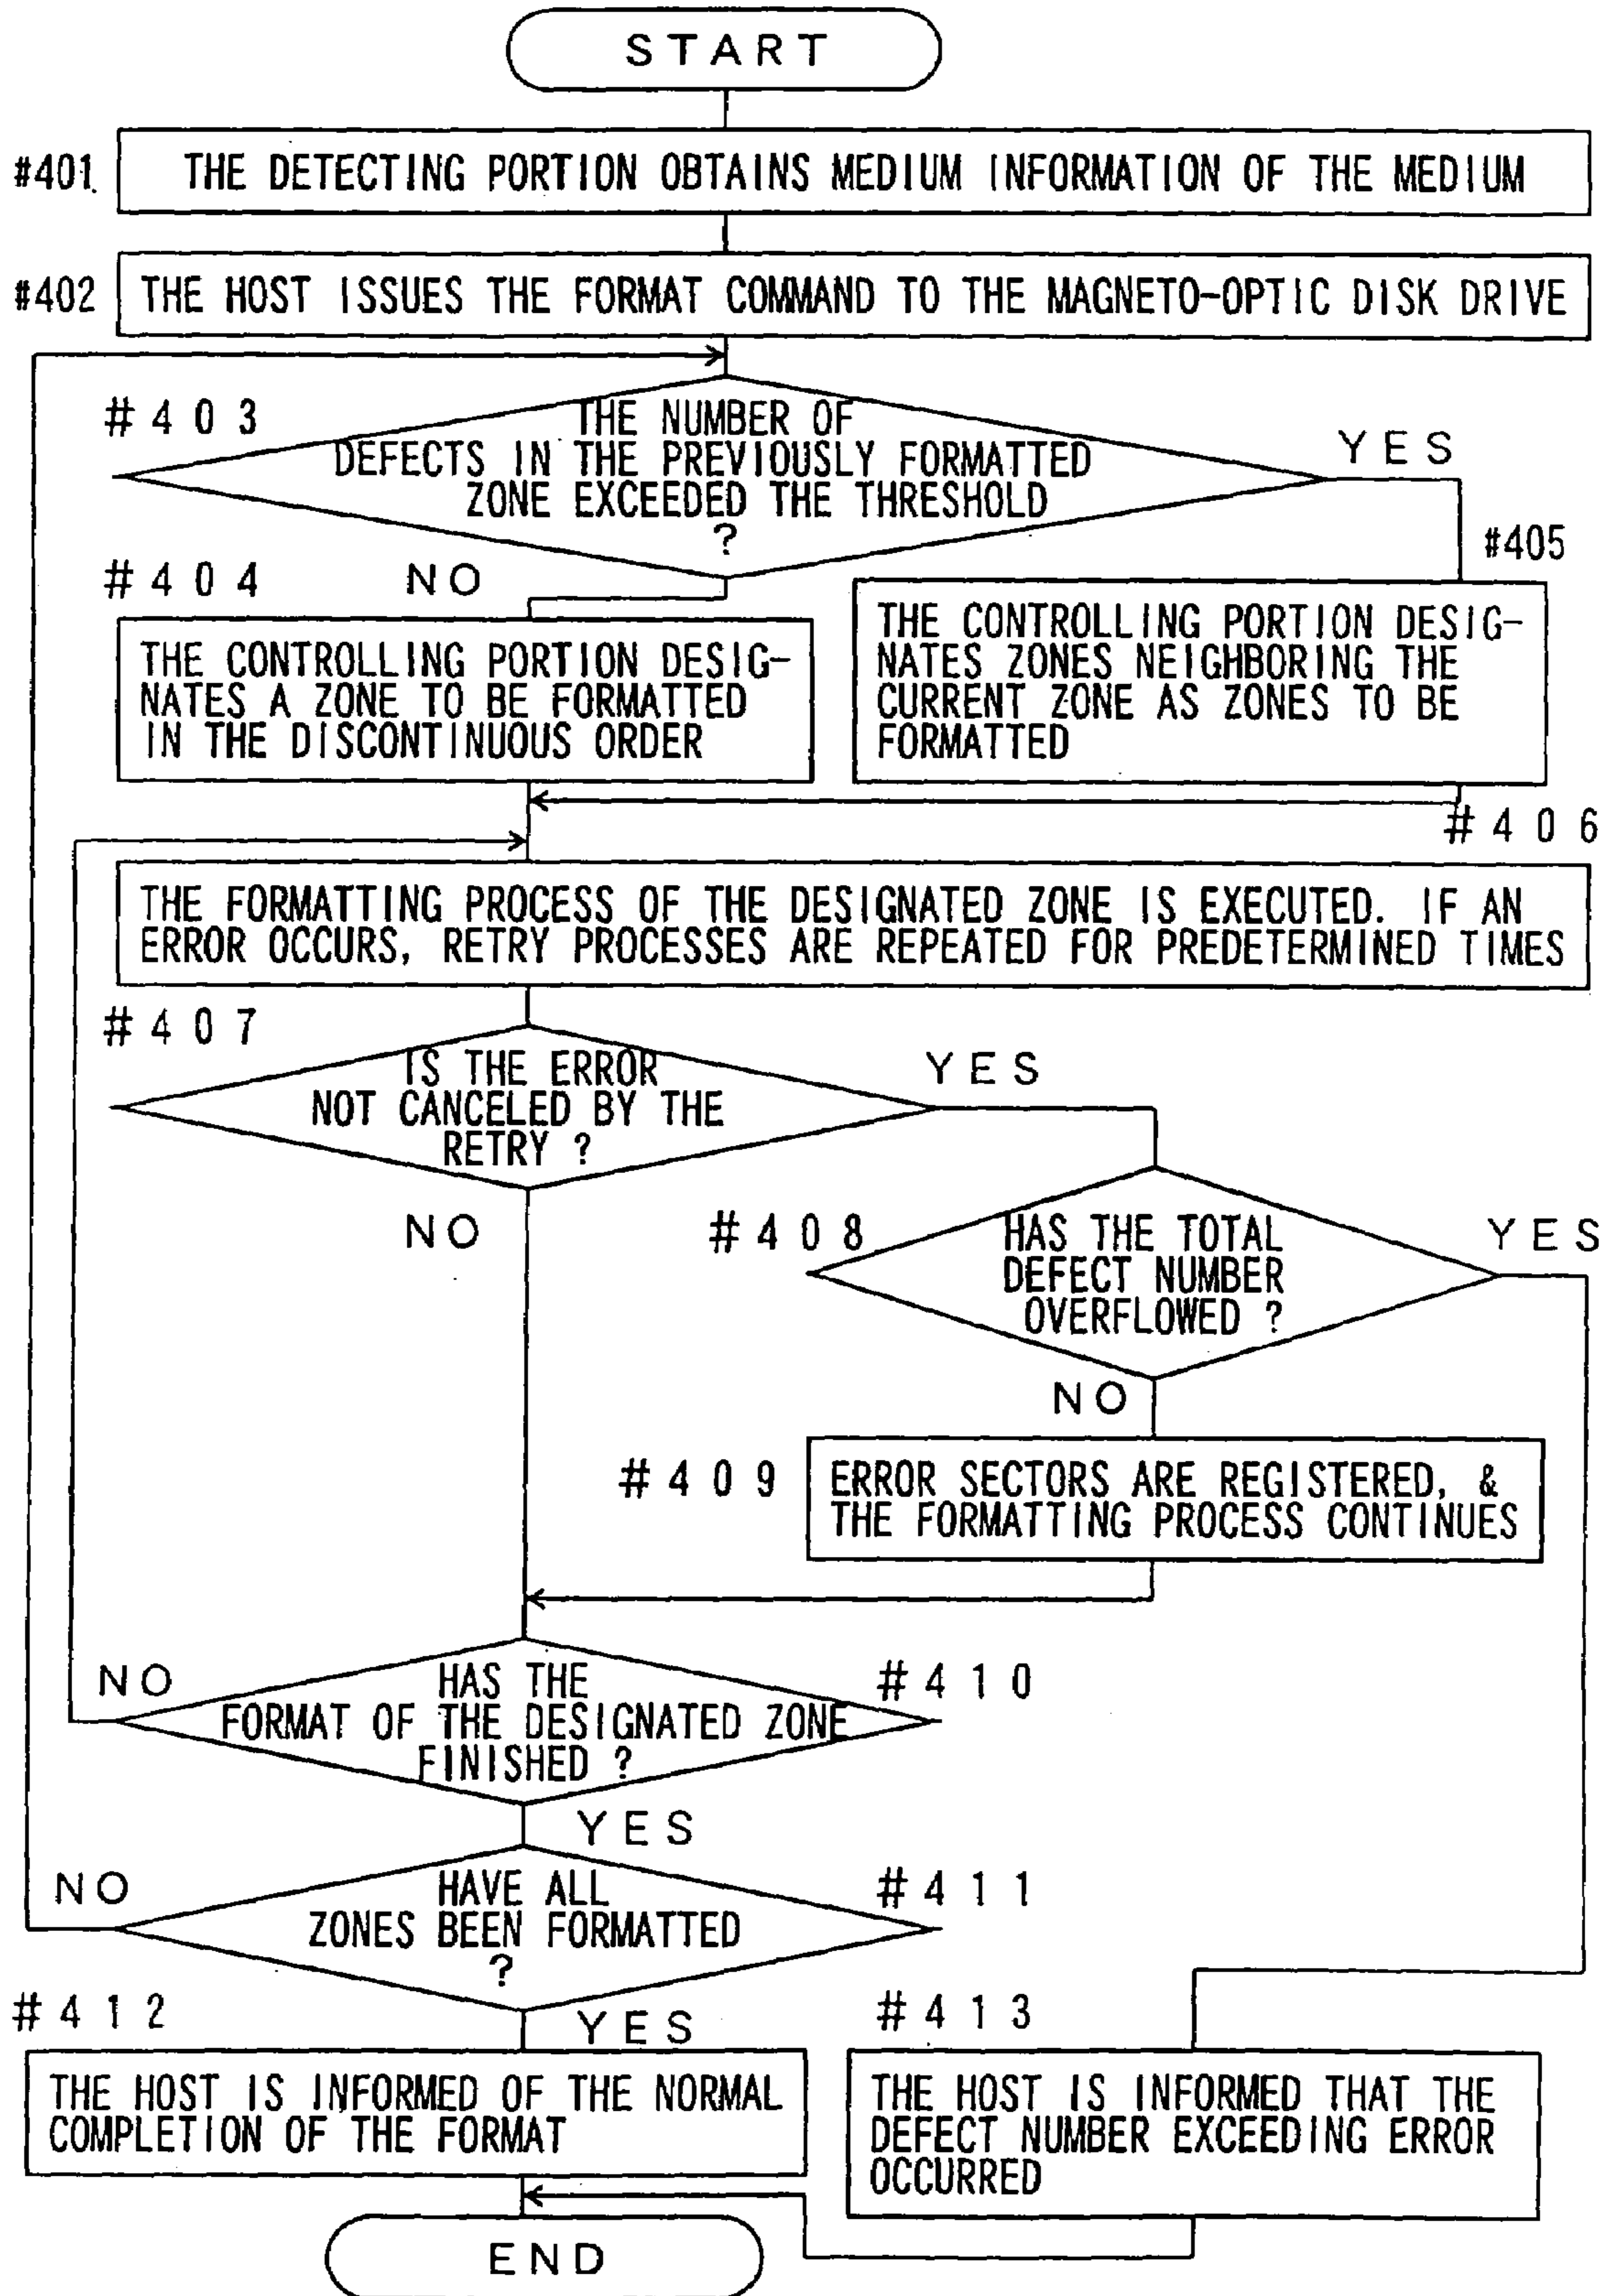 START
#401
THE DETECTING PORTION OBTAINS MEDIUM INFORMATION OF THE MEDIUM
#402
THE HOST ISSUES THE FORMAT COMMAND TO THE MAGNETO-OPTIC DISK DRIVE
#403
THE NUMBER OF
DEFECTS IN THE PREVIOUSLY FORMATTED
ZONE EXCEEDED THE THRESHOLD
?
YES
NO
#404
THE CONTROLLING PORTION DESIG-
NATES A ZONE TO BE FORMATTED
IN THE DISCONTINUOUS ORDER
#405
THE CONTROLLING PORTION DESIG-
NATES ZONES NEIGHBORING THE
CURRENT ZONE AS ZONES TO BE
FORMATTED
#406
THE FORMATTING PROCESS OF THE DESIGNATED ZONE IS EXECUTED. IF AN
ERROR OCCURS, RETRY PROCESSES ARE REPEATED FOR PREDETERMINED TIMES
#407
IS THE ERROR
NOT CANCELED BY THE
RETRY ?
YES
NO
#408
HAS THE TOTAL
DEFECT NUMBER
OVERFLOWED ?
YES
NO
#409
ERROR SECTORS ARE REGISTERED, &
THE FORMATTING PROCESS CONTINUES
NO
HAS THE
FORMAT OF THE DESIGNATED ZONE
FINISHED ?
#410
YES
NO
HAVE ALL
ZONES BEEN FORMATTED
?
#411
YES
#412
THE HOST IS INFORMED OF THE NORMAL
COMPLETION OF THE FORMAT
#413
THE HOST IS INFORMED THAT THE
DEFECT NUMBER EXCEEDING ERROR
OCCURRED
END